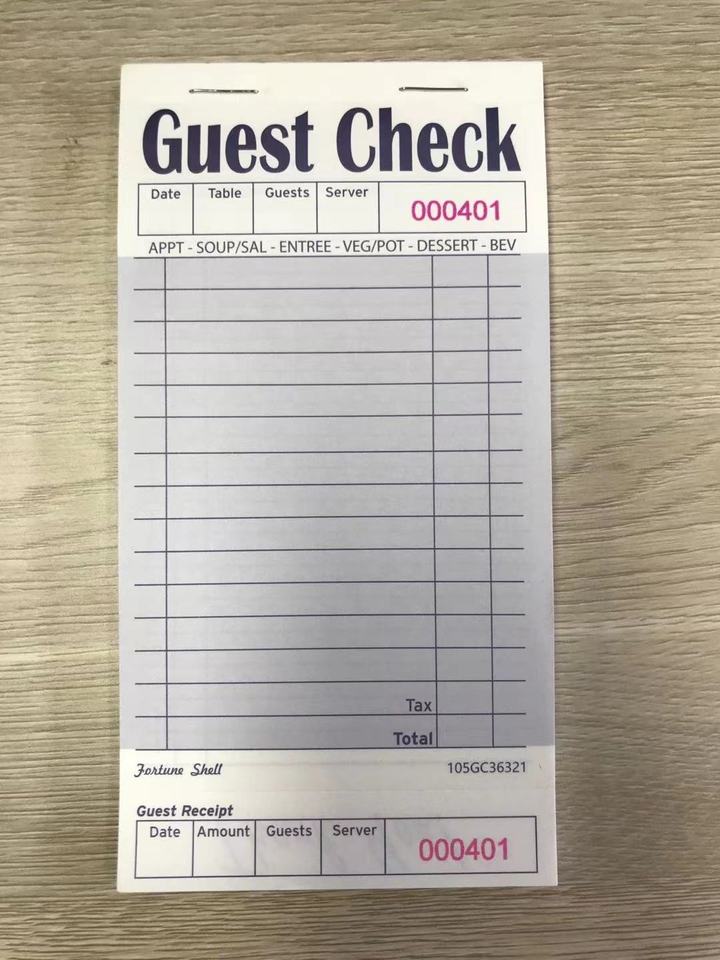 Guest Check
Date Table Guests Server 000401
APPT - SOUP/SAL - ENTREE - VEG/POT - DESSERT - BEV
Tax
Total
Fortune Shell 105GC36321
Guest Receipt
Date Amount Guests Server 000401